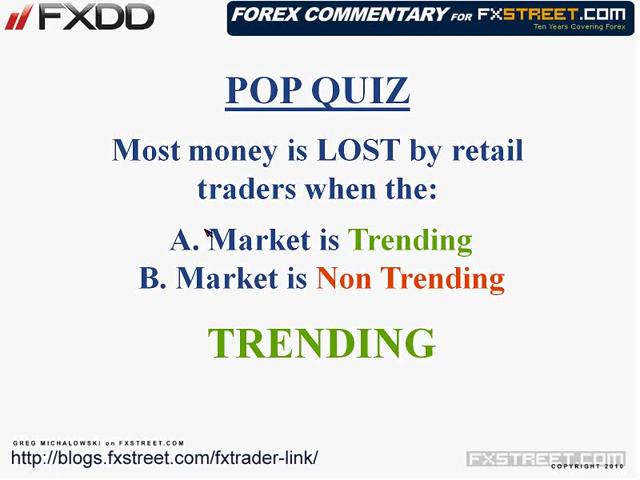 FXDD
FOREX COMMENTARY FOR FXSTREET.COM
Ten Years Covering Forex
POP QUIZ
Most money is LOST by retail
traders when the:
A. Market is Trending
B. Market is Non Trending
TRENDING
GREG MICHALOWSKI on FXSTREET.COM
http://blogs.fxstreet.com/fxtrader-link/
FXSTREET.COM
COPYRIGHT 2010